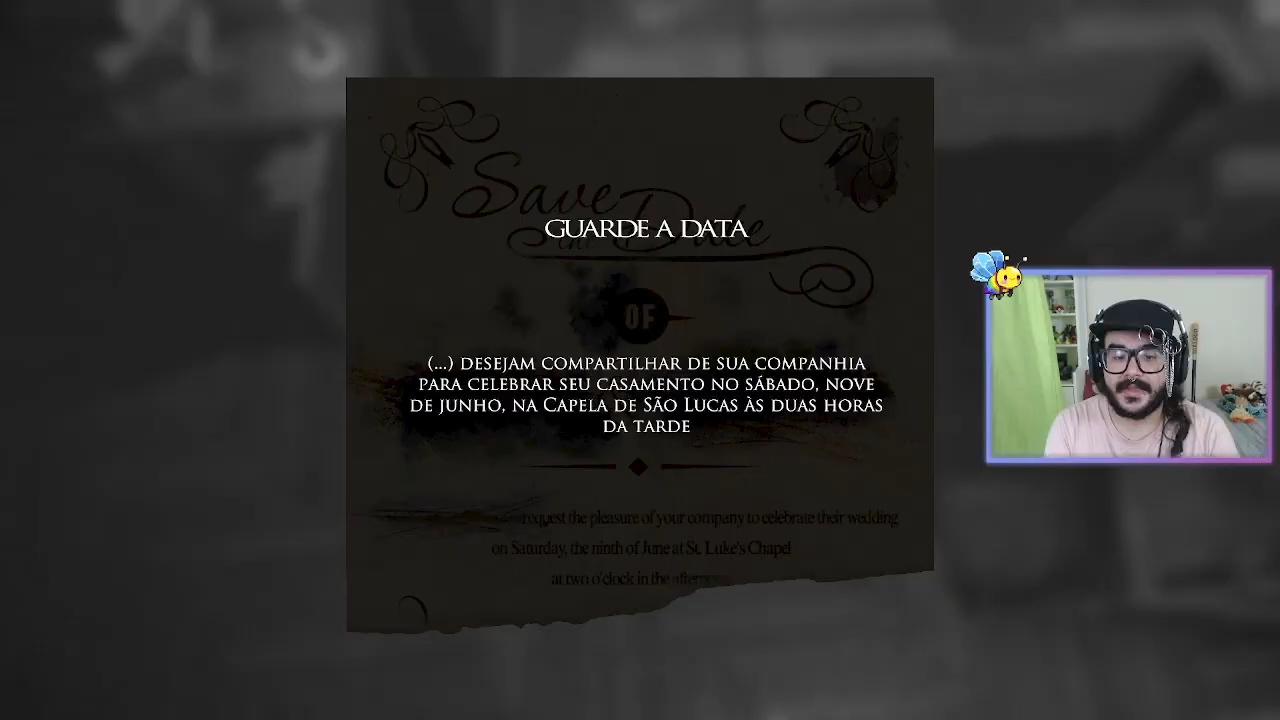 Save
the Date
GUARDE A DATA
OF
(...) DESEJAM COMPARTILHAR DE SUA COMPANHIA
PARA CELEBRAR SEU CASAMENTO NO SÁBADO, NOVE
DE JUNHO, NA CAPELA DE SÃO LUCAS ÀS DUAS HORAS
DA TARDE
request the pleasure of your company to celebrate their wedding
on Saturday, the ninth of June at St. Luke's Chapel
at two o'clock in the